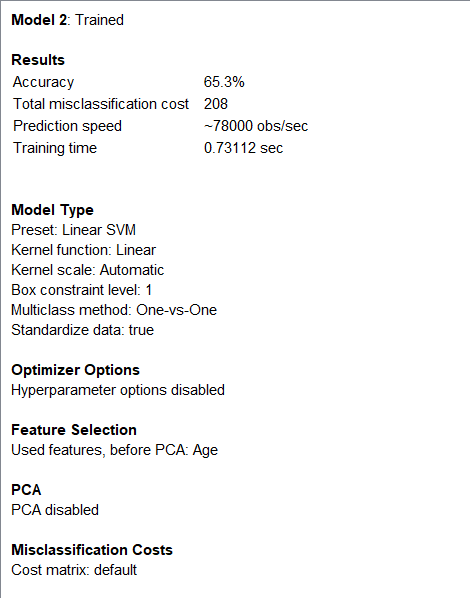 Model 2: Trained
Results
Accuracy 65.3%
Total misclassification cost 208
Prediction speed ~78000 obs/sec
Training time 0.73112 sec
Model Type
Preset: Linear SVM
Kernel function: Linear
Kernel scale: Automatic
Box constraint level: 1
Multiclass method: One-vs-One
Standardize data: true
Optimizer Options
Hyperparameter options disabled
Feature Selection
Used features, before PCA: Age
PCA
PCA disabled
Misclassification Costs
Cost matrix: default